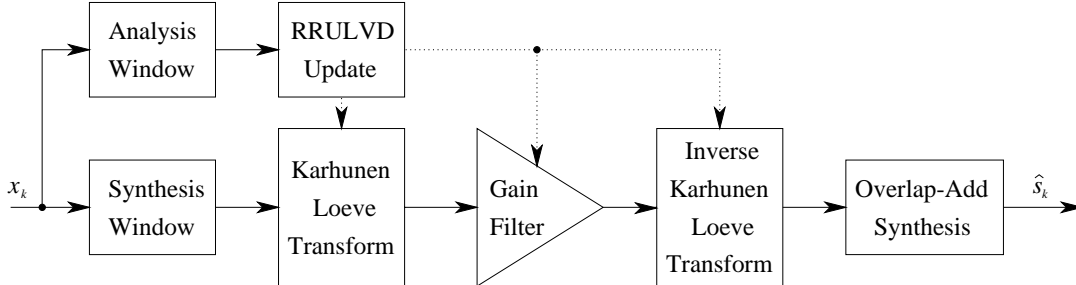 Analysis
Window
RRULVD
Update
x_k
Synthesis
Window
Karhunen
Loeve
Transform
Gain
Filter
Inverse
Karhunen
Loeve
Transform
Overlap-Add
Synthesis
ŝ_k